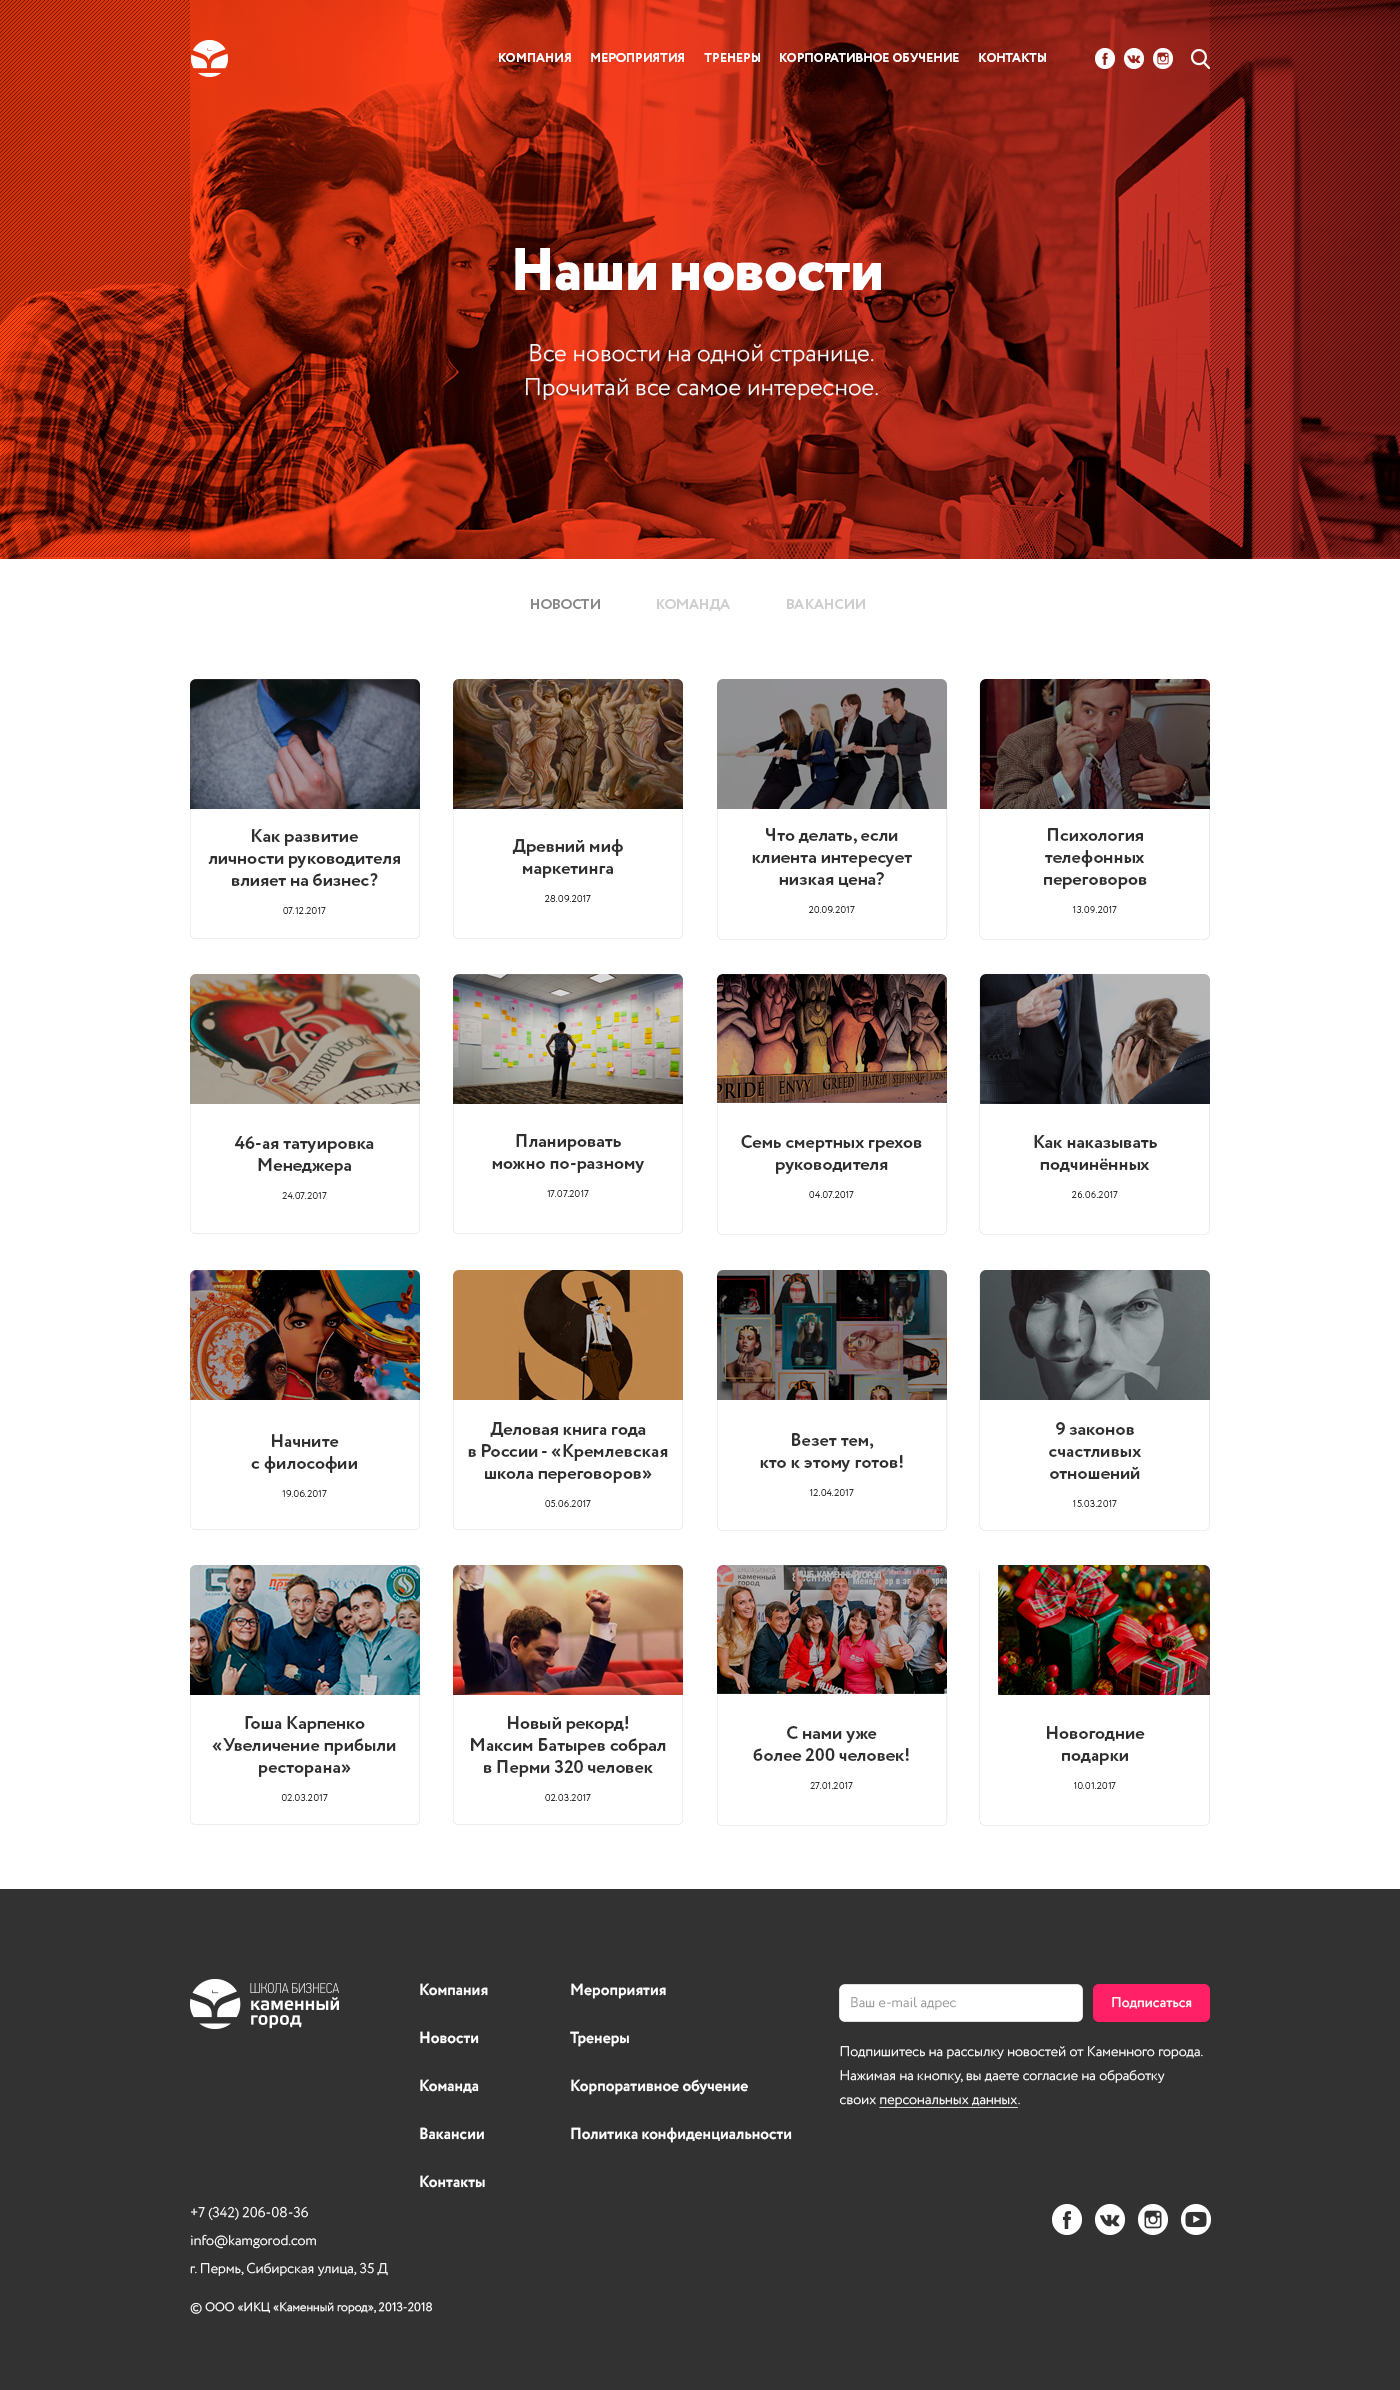 КОМПАНИЯ МЕРОПРИЯТИЯ ТРЕНЕРЫ КОРПОРАТИВНОЕ ОБУЧЕНИЕ КОНТАКТЫ
Наши новости
Все новости на одной странице.
Прочитай все самое интересное.
НОВОСТИ КОМАНДА ВАКАНСИИ
Как развитие
личности руководителя
влияет на бизнес?
07.12.2017
Древний миф
маркетинга
28.09.2017
Что делать, если
клиента интересует
низкая цена?
20.09.2017
Психология
телефонных
переговоров
13.09.2017
45
ТАТУИРОВОК
МЕНЕДЖЕ
46-ая татуировка
Менеджера
24.07.2017
Планировать
можно по-разному
17.07.2017
PRIDE ENVY GREED HATRED SELFISHNESS
Семь смертных грехов
руководителя
04.07.2017
Как наказывать
подчинённых
26.06.2017
Начните
с философии
19.06.2017
S
Деловая книга года
в России - «Кремлевская
школа переговоров»
05.06.2017
Везет тем,
кто к этому готов!
12.04.2017
9 законов
счастливых
отношений
15.03.2017
Гоша Карпенко
«Увеличение прибыли
ресторана»
02.03.2017
Новый рекорд!
Максим Батырев собрал
в Перми 320 человек
02.03.2017
каменный
город
С нами уже
более 200 человек!
27.01.2017
Новогодние
подарки
10.01.2017
ШКОЛА БИЗНЕСА
каменный
город
Компания
Новости
Команда
Вакансии
Контакты
Мероприятия
Тренеры
Корпоративное обучение
Политика конфиденциальности
Ваш e-mail адрес
Подписаться
Подпишитесь на рассылку новостей от Каменного города.
Нажимая на кнопку, вы даете согласие на обработку
своих персональных данных.
+7 (342) 206-08-36
info@kamgorod.com
г. Пермь, Сибирская улица, 35 Д
© ООО «ИКЦ «Каменный город», 2013-2018